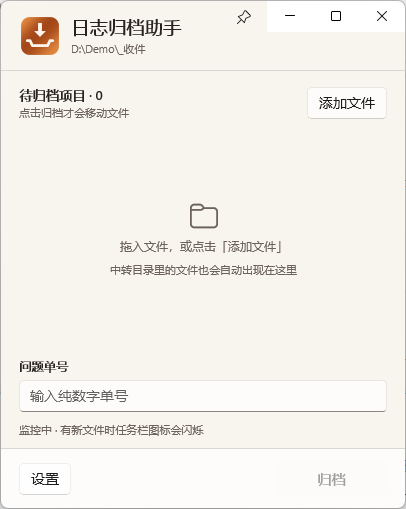 日志归档助手
D:\Demo\_收件
待归档项目 · 0
点击归档才会移动文件
添加文件
拖入文件，或点击「添加文件」
中转目录里的文件也会自动出现在这里
问题单号
输入纯数字单号
监控中 · 有新文件时任务栏图标会闪烁
设置
归档